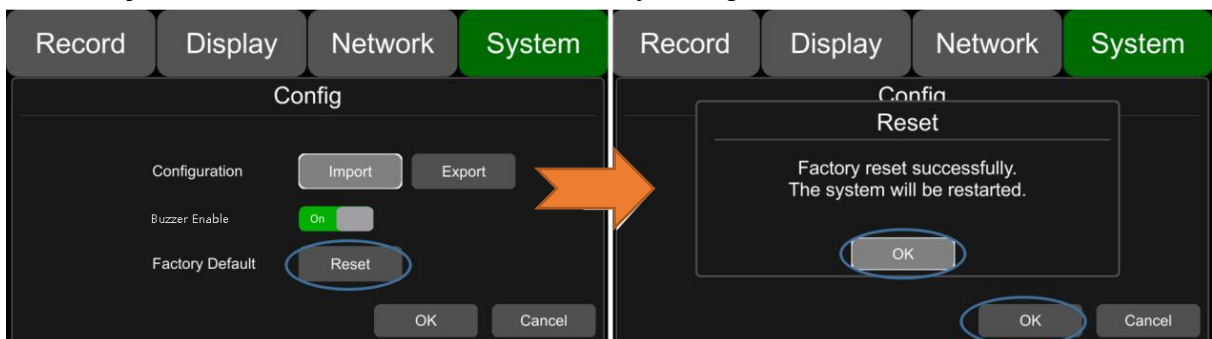 Record Display Network System
Config
Configuration Import Export
Buzzer Enable On
Factory Default Reset
OK Cancel
Record Display Network System
Config
Reset
Factory reset successfully.
The system will be restarted.
OK
OK Cancel